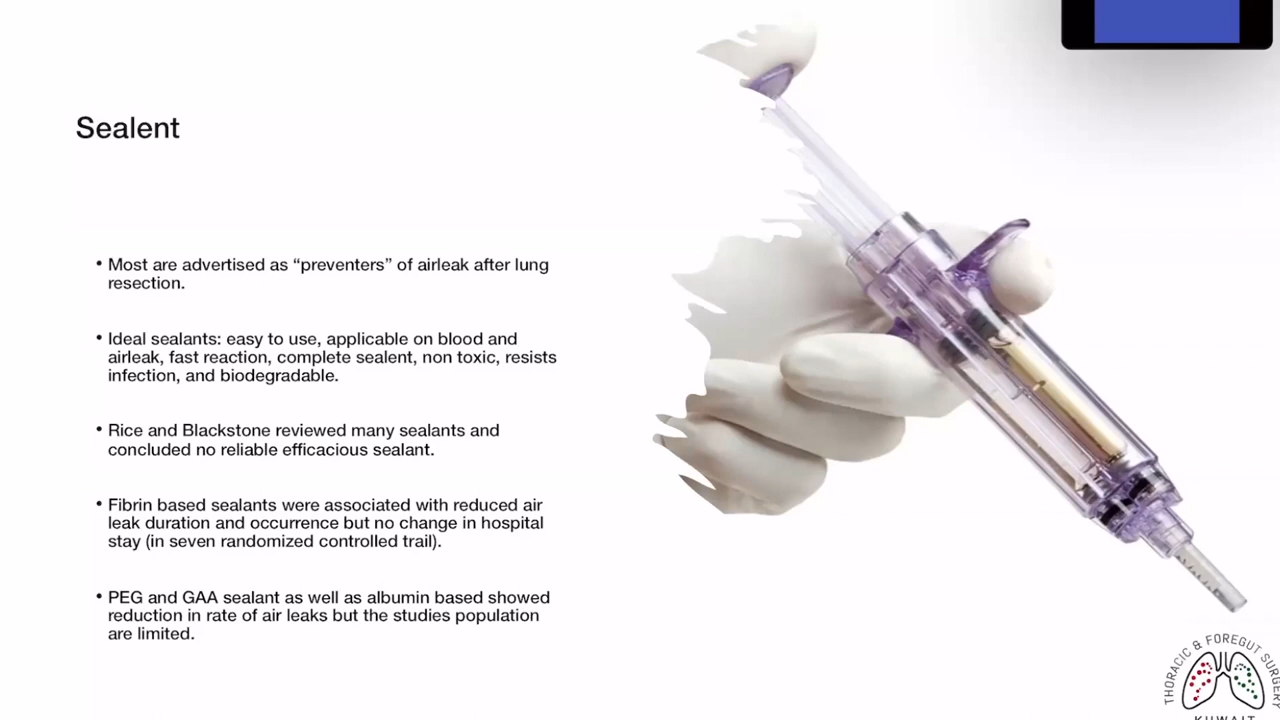 Sealent
• Most are advertised as “preventers” of airleak after lung
resection.
• Ideal sealants: easy to use, applicable on blood and
airleak, fast reaction, complete sealent, non toxic, resists
infection, and biodegradable.
• Rice and Blackstone reviewed many sealants and
concluded no reliable efficacious sealant.
• Fibrin based sealants were associated with reduced air
leak duration and occurrence but no change in hospital
stay (in seven randomized controlled trail).
• PEG and GAA sealant as well as albumin based showed
reduction in rate of air leaks but the studies population
are limited.
THORACIC & FOREGUT SURGERY
KUWAIT